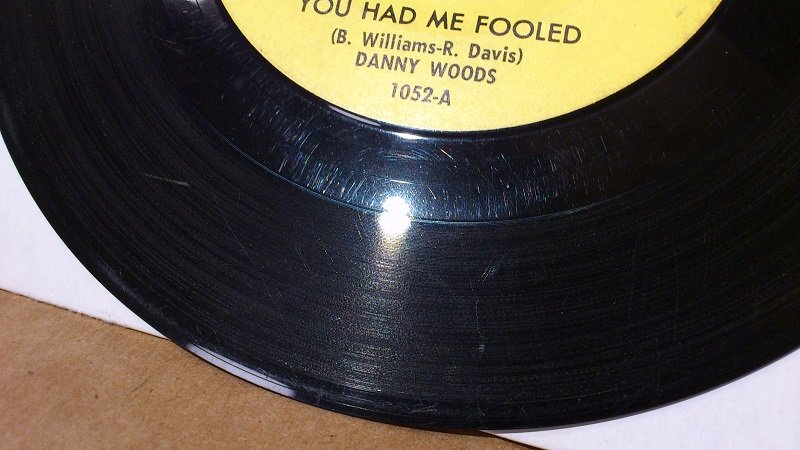 YOU HAD ME FOOLED
(B. Williams-R. Davis)
DANNY WOODS
1052-A